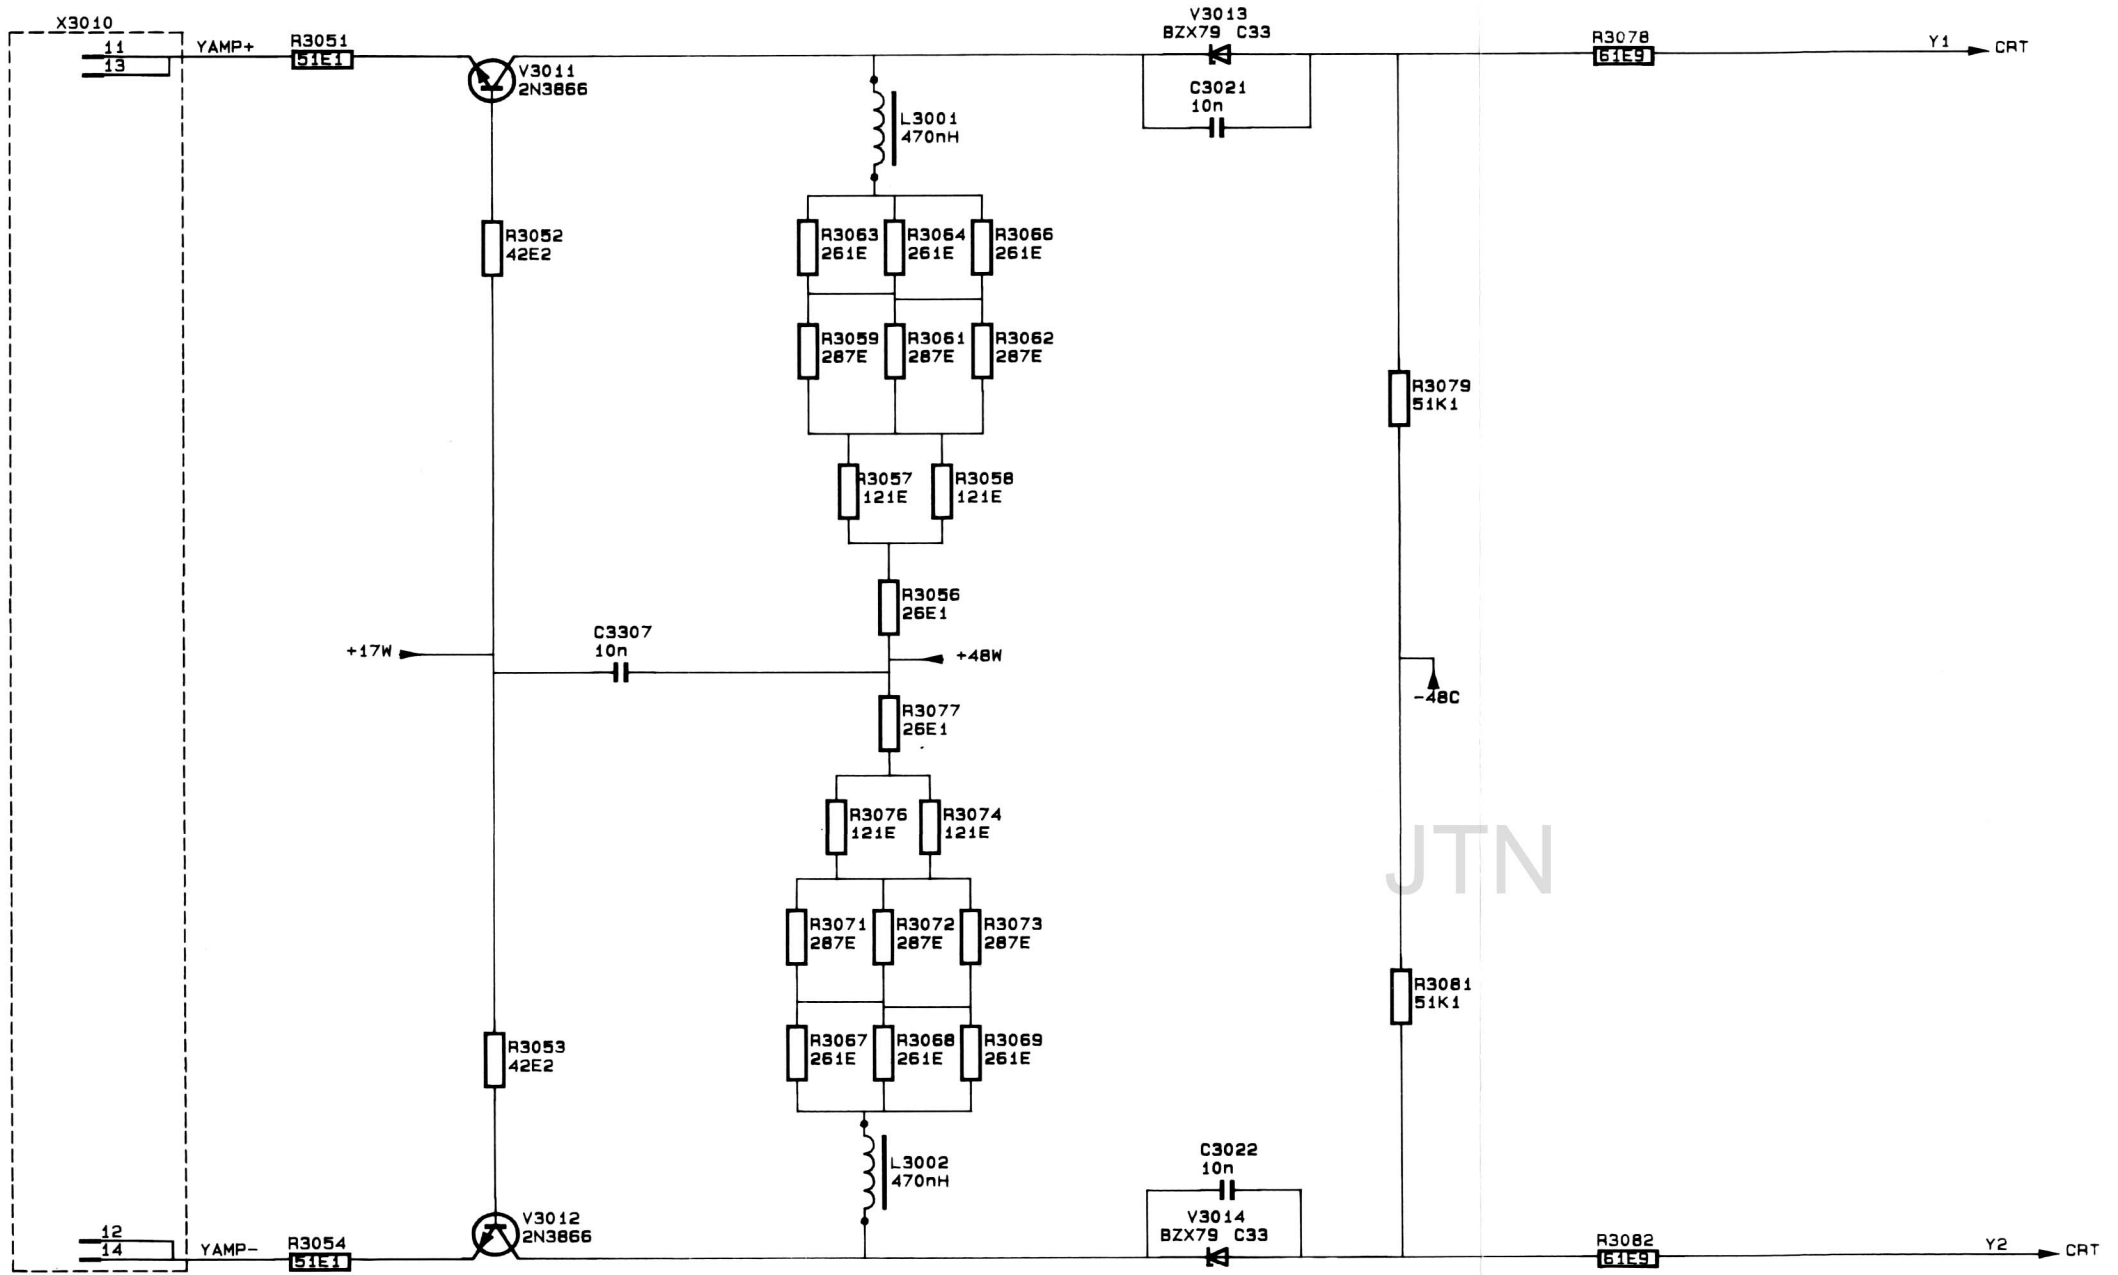 X3010
11
13
YAMP+
R3051
51E1
V3011
2N3866
V3013
BZX79 C33
C3021
10n
R3078
61E9
Y1
CRT
L3001
470nH
R3052
42E2
R3063
261E
R3064
261E
R3066
261E
R3059
287E
R3061
287E
R3062
287E
R3079
51K1
R3057
121E
R3058
121E
R3056
26E1
+17W
C3307
10n
+48W
-48C
R3077
26E1
R3076
121E
R3074
121E
JTN
R3071
287E
R3072
287E
R3073
287E
R3081
51K1
R3067
261E
R3068
261E
R3069
261E
R3053
42E2
L3002
470nH
C3022
10n
V3012
2N3866
V3014
BZX79 C33
12
14
YAMP-
R3054
51E1
R3082
61E9
Y2
CRT